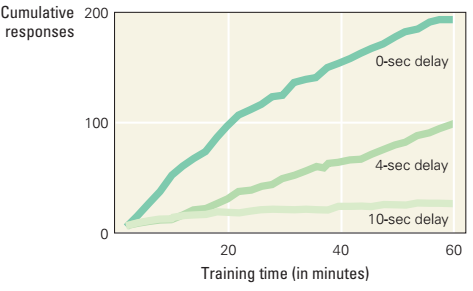 Cumulative
responses
200
100
0
0-sec delay
4-sec delay
10-sec delay
20
40
60
Training time (in minutes)